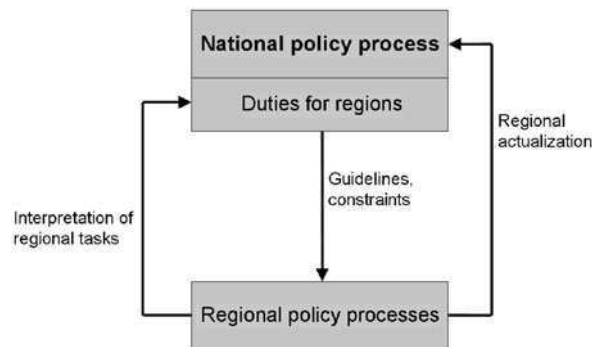 National policy process
Duties for regions
Regional
actualization
Guidelines,
constraints
Interpretation of
regional tasks
Regional policy processes